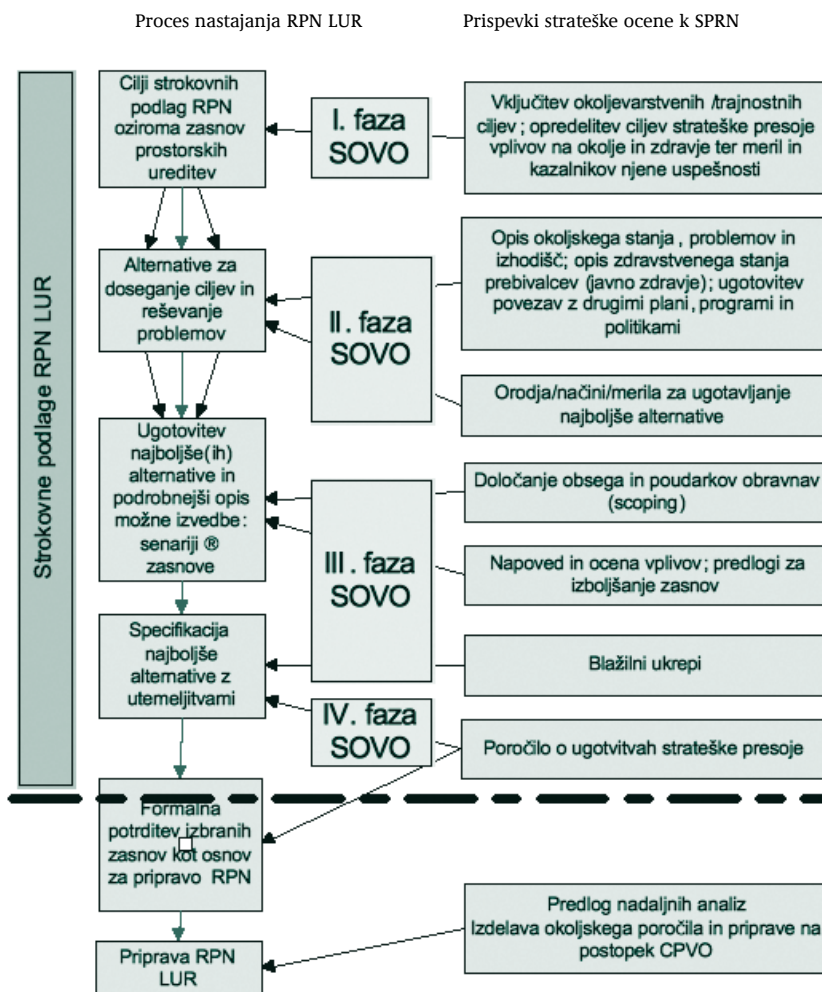 Proces nastajanja RPN LUR
Prispevki strateške ocene k SPRN
Strokovne podlage RPN LUR
Cilji strokovnih
podlag RPN
oziroma zasnov
prostorskih
ureditev
I. faza
SOVO
Vključitev okoljevarstvenih /trajnostnih
ciljev ; opredelitev ciljev strateške presoje
vplivov na okolje in zdravje ter meril in
kazalnikov njene uspešnosti
Alternative za
doseganje ciljev in
reševanje
problemov
II. faza
SOVO
Opis okoljskega stanja , problemov in
izhodišč; opis zdravstvenega stanja
prebivalcev (javno zdravje); ugotovitev
povezav z drugimi plani, programi in
politikami
Orodja/načini/merila za ugotavljanje
najboljše alternative
Ugotovitev
najboljše(ih)
alternative in
podrobnejši opis
možne izvedbe:
senariji ®
zasnove
III . faza
SOVO
Določanje obsega in poudarkov obravnav
(scoping)
Napoved in ocena vplivov ; predlogi za
izboljšanje zasnov
Specifikacija
najboljše
alternative z
utemeljitvami
Blažilni ukrepi
IV. faza
SOVO
Poročilo o ugotvitvah strateške presoje
Formalna
potrditev izbranih
zasnov kot osnov
za pripravo RPN
Predlog nadaljnih analiz
Izdelava okoljskega poročila in priprave na
postopek CPVO
Priprava RPN
LUR